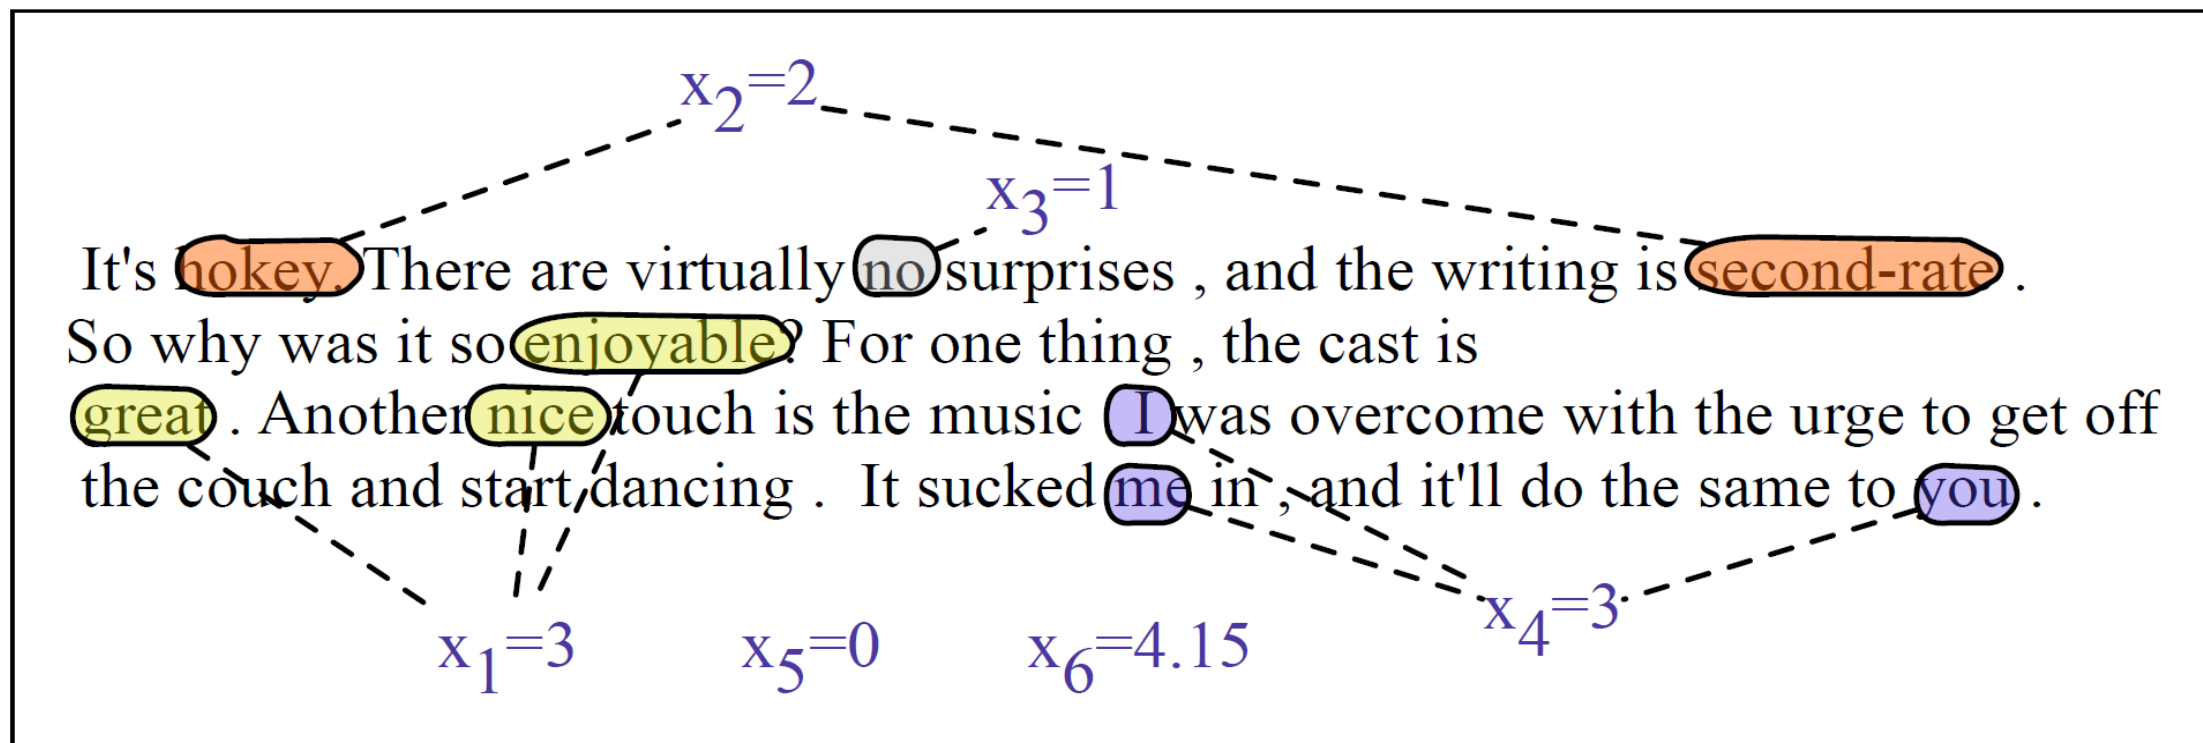 x2=2
x3=1
It's hokey. There are virtually no surprises , and the writing is second-rate .
So why was it so enjoyable? For one thing , the cast is
great . Another nice touch is the music I was overcome with the urge to get off
the couch and start dancing . It sucked me in , and it'll do the same to you .
x1=3 x5=0 x6=4.15 x4=3